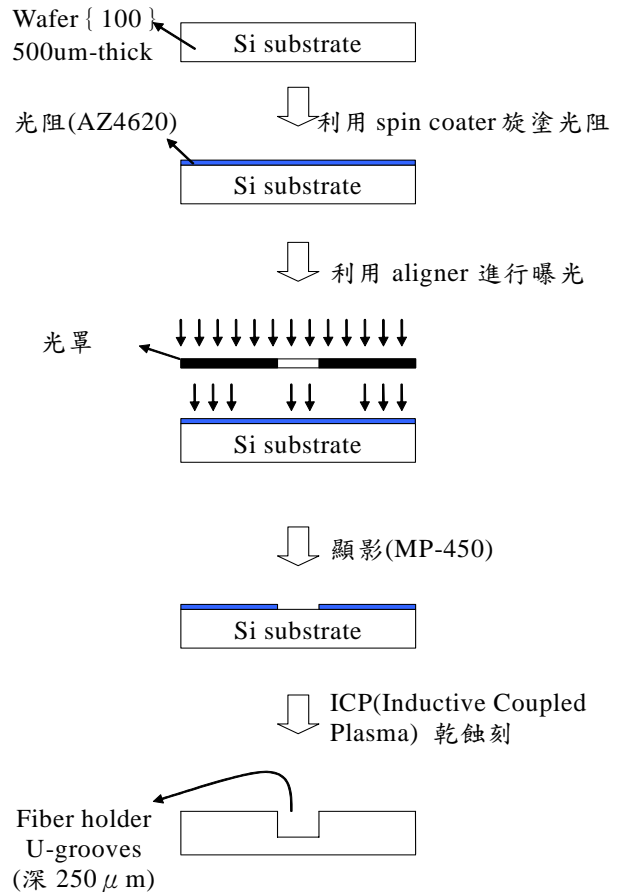 Wafer { 100 }
500um-thick
Si substrate
利用 spin coater 旋塗光阻
光阻(AZ4620)
Si substrate
利用 aligner 進行曝光
光罩
Si substrate
顯影(MP-450)
Si substrate
ICP(Inductive Coupled
Plasma) 乾蝕刻
Fiber holder
U-grooves
(深 250 μ m)